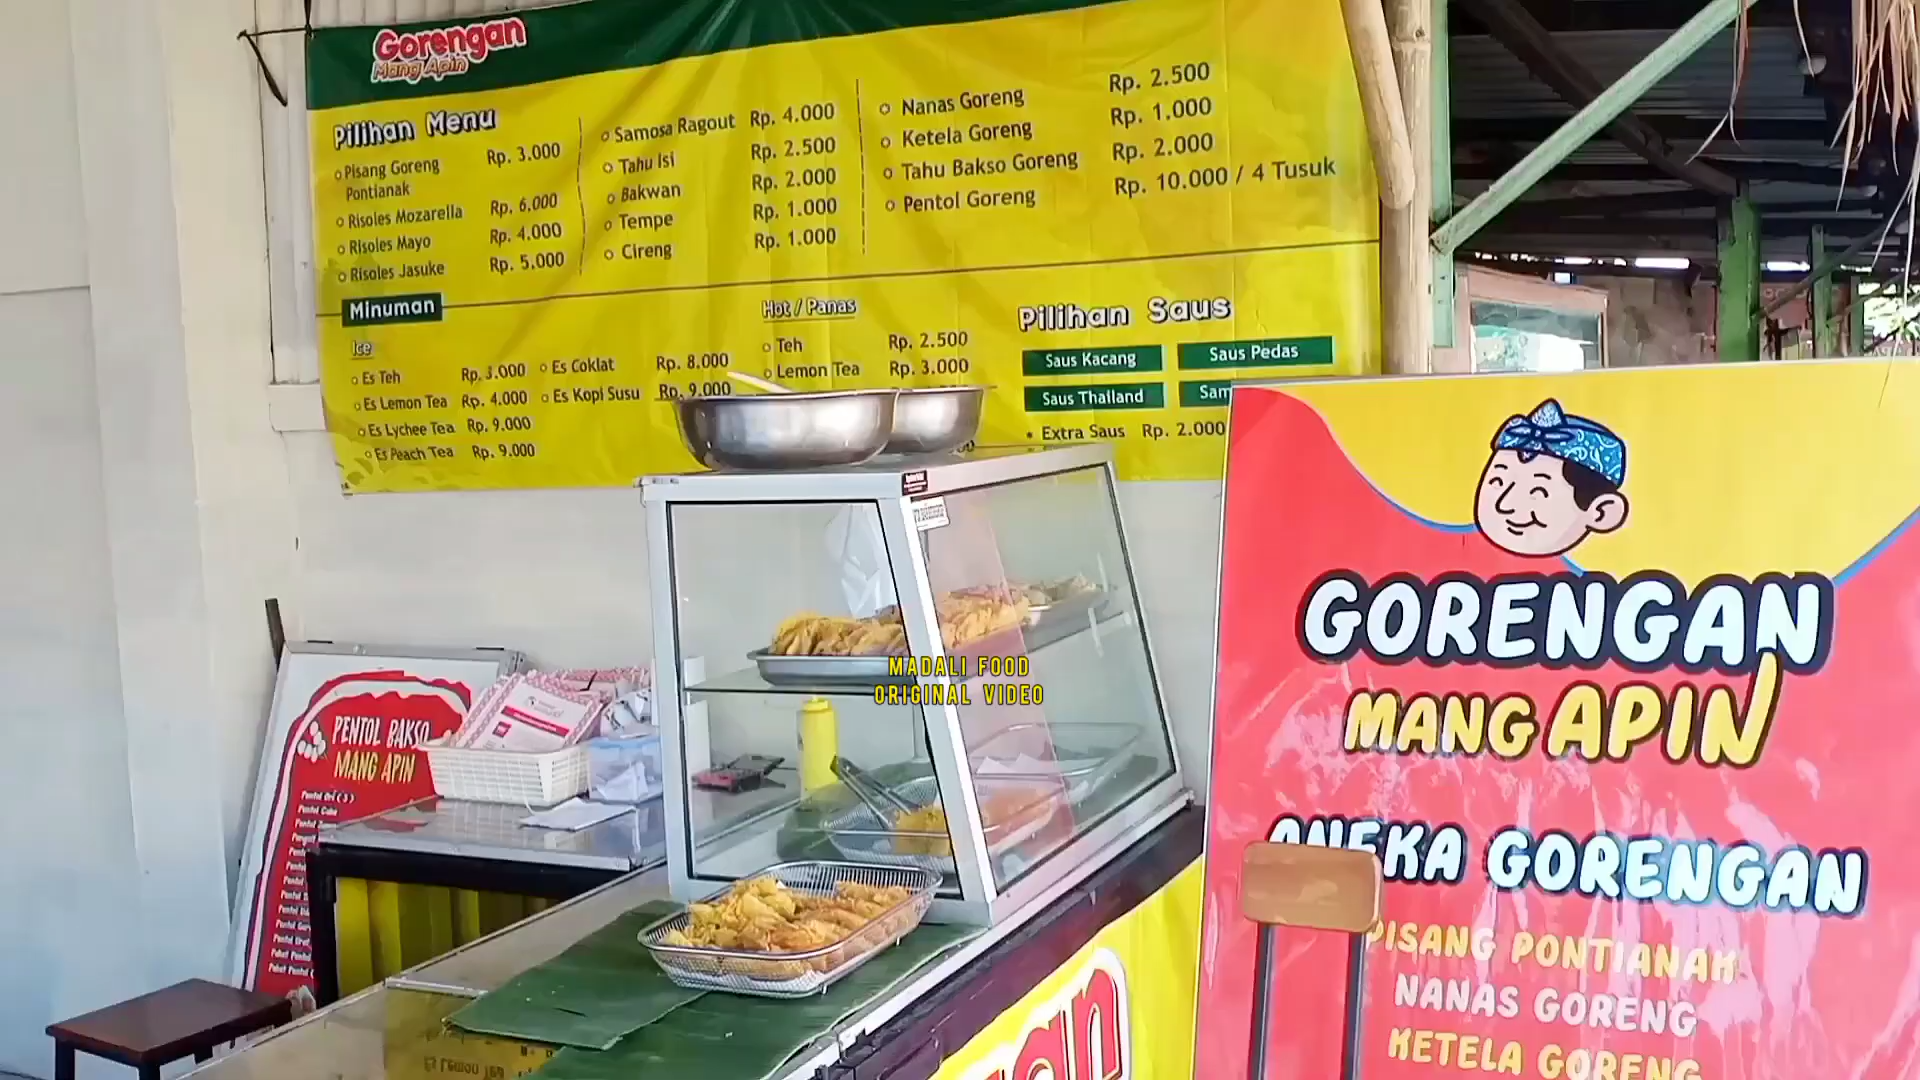 Gorengan
Mang Apin
Pilihan Menu
Pisang Goreng Pontianak Rp. 3.000
Risoles Mozarella Rp. 6.000
Risoles Mayo Rp. 4.000
Risoles Jasuke Rp. 5.000
Samosa Ragout Rp. 4.000
Tahu Isi Rp. 2.500
Bakwan Rp. 2.000
Tempe Rp. 1.000
Cireng Rp. 1.000
Nanas Goreng Rp. 2.500
Ketela Goreng Rp. 1.000
Tahu Bakso Goreng Rp. 2.000
Pentol Goreng Rp. 10.000 / 4 Tusuk
Minuman
Ice
Es Teh Rp. 3.000
Es Lemon Tea Rp. 4.000
Es Lychee Tea Rp. 9.000
Es Peach Tea Rp. 9.000
Es Coklat Rp. 8.000
Es Kopi Susu Rp. 9.000
Hot / Panas
Teh Rp. 2.500
Lemon Tea Rp. 3.000
Pilihan Saus
Saus Kacang
Saus Pedas
Saus Thailand
Sam
Extra Saus Rp. 2.000
MADALI FOOD
ORIGINAL VIDEO
PENTOL BAKSO
MANG APIN
GORENGAN
MANG APIN
ANEKA GORENGAN
PISANG PONTIANAK
NANAS GORENG
KETELA GORENG
Es Lemon Tea